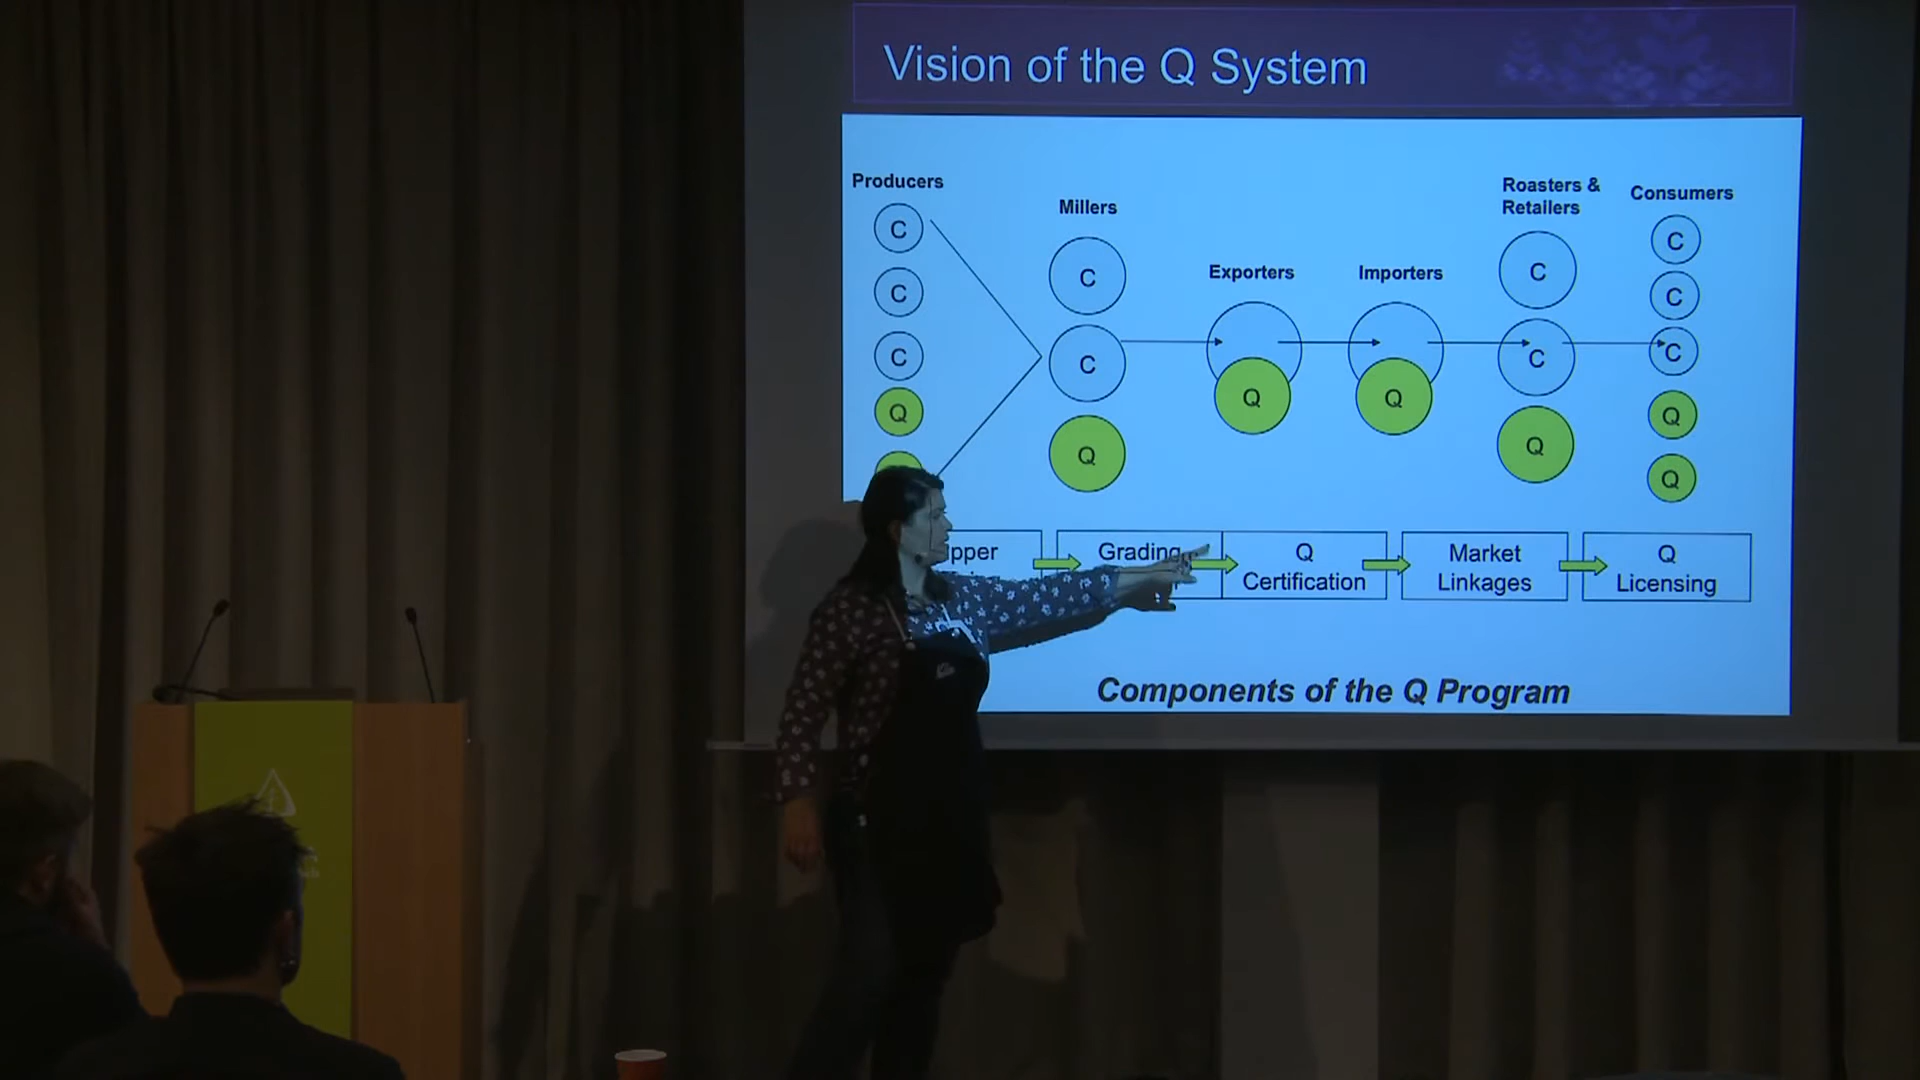 Vision of the Q System
Producers
Millers
Exporters
Importers
Roasters &
Retailers
Consumers
C
C
C
Q
C
C
Q
Q
Q
C
C
Q
C
C
C
Q
Q
Grading
Q
Certification
Market
Linkages
Q
Licensing
Components of the Q Program